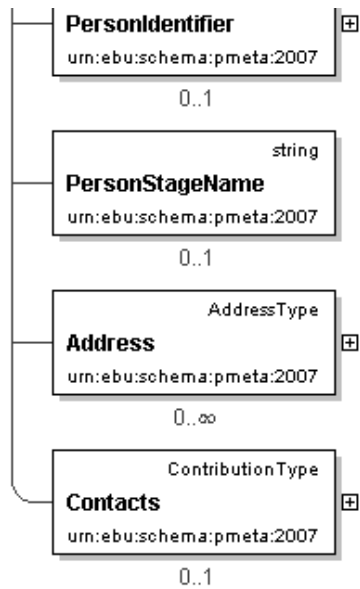 PersonIdentifier
urn:ebu:schema:pmeta:2007
0..1
string
PersonStageName
urn:ebu:schema:pmeta:2007
0..1
AddressType
Address
urn:ebu:schema:pmeta:2007
0..∞
ContributionType
Contacts
urn:ebu:schema:pmeta:2007
0..1